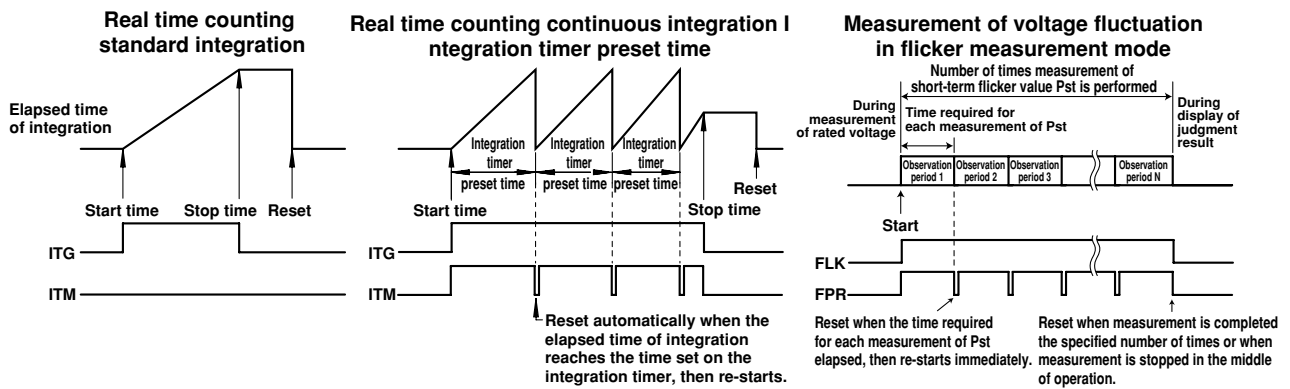 Real time counting
standard integration
Elapsed time
of integration
Start time
Stop time
Reset
ITG
ITM
Real time counting continuous integration I
ntegration timer preset time
Integration
timer
preset time
Integration
timer
preset time
Integration
timer
preset time
Start time
Reset
Stop time
ITG
ITM
Reset automatically when the
elapsed time of integration
reaches the time set on the
integration timer, then re-starts.
Measurement of voltage fluctuation
in flicker measurement mode
Number of times measurement of
short-term flicker value Pst is performed
During
measurement
of rated voltage
Time required for
each measurement of Pst
During
display of
judgment
result
Observation
period 1
Observation
period 2
Observation
period 3
Observation
period N
Start
FLK
FPR
Reset when the time required
for each measurement of Pst
elapsed, then re-starts immediately.
Reset when measurement is completed
the specified number of times or when
measurement is stopped in the middle
of operation.